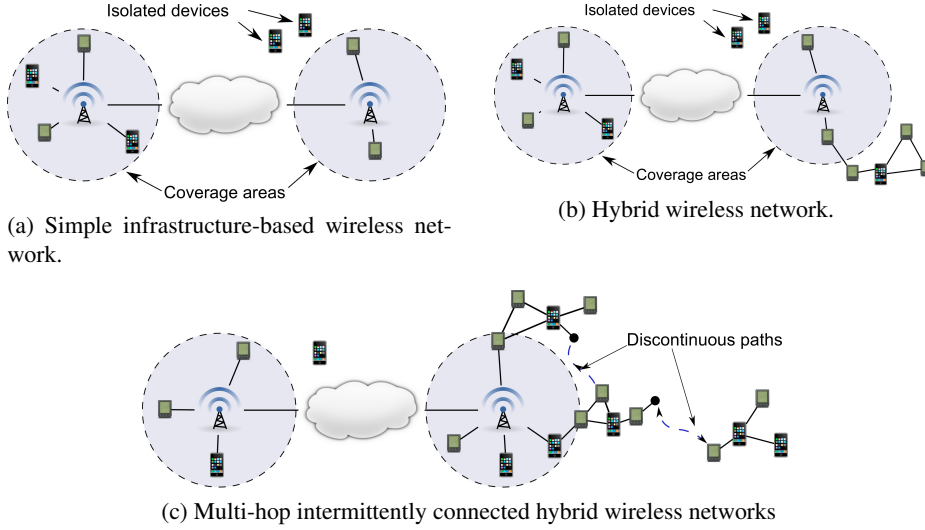 Isolated devices
Coverage areas
(a) Simple infrastructure-based wireless net-
work.
Isolated devices
Coverage areas
(b) Hybrid wireless network.
Discontinuous paths
(c) Multi-hop intermittently connected hybrid wireless networks